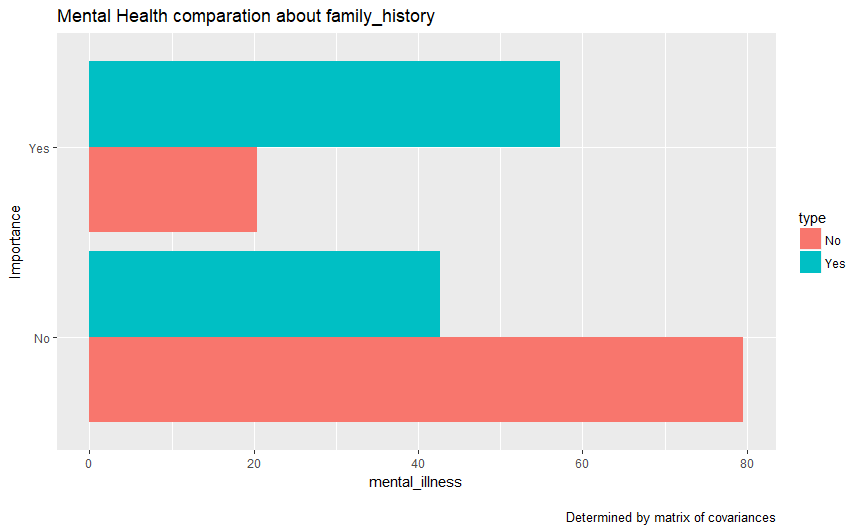 Mental Health comparation about family_history
Yes
No
Importance
0 20 40 60 80
mental_illness
type
No
Yes
Determined by matrix of covariances